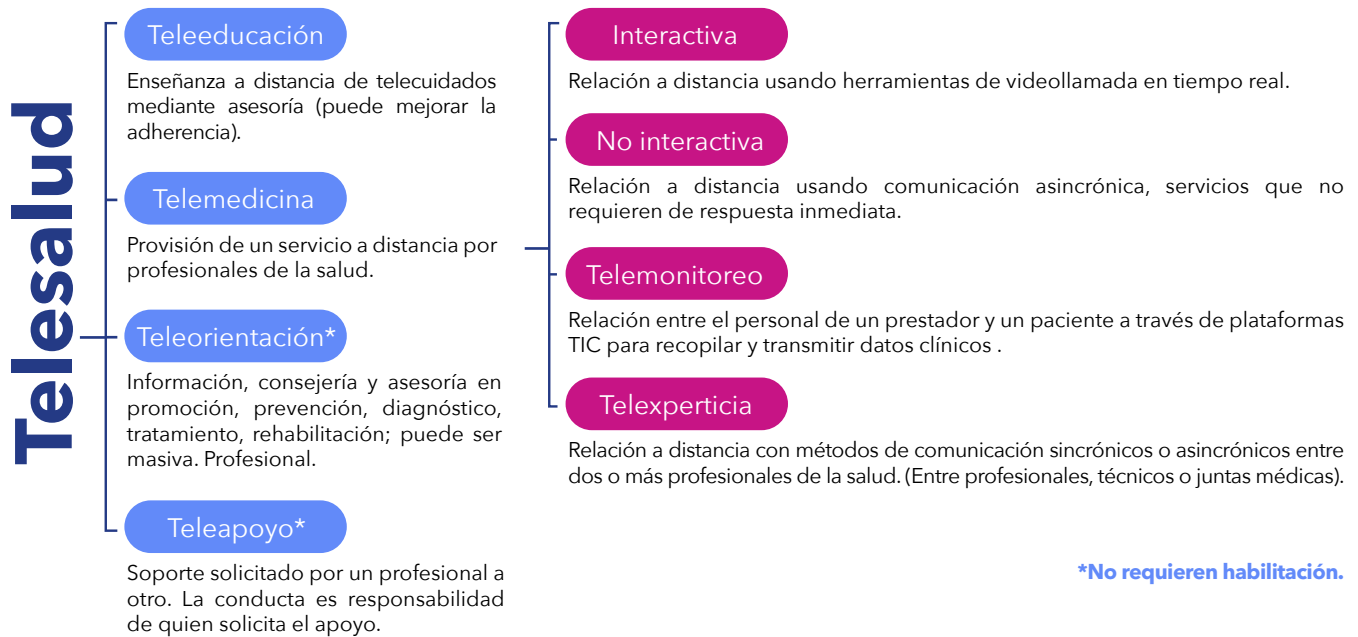 Telesalud
Teleeducación
Enseñanza a distancia de telecuidados
mediante asesoría (puede mejorar la
adherencia).
Telemedicina
Provisión de un servicio a distancia por
profesionales de la salud.
Teleorientación*
Información, consejería y asesoría en
promoción, prevención, diagnóstico,
tratamiento, rehabilitación; puede ser
masiva. Profesional.
Teleapoyo*
Soporte solicitado por un profesional a
otro. La conducta es responsabilidad
de quien solicita el apoyo.
Interactiva
Relación a distancia usando herramientas de videollamada en tiempo real.
No interactiva
Relación a distancia usando comunicación asincrónica, servicios que no
requieren de respuesta inmediata.
Telemonitoreo
Relación entre el personal de un prestador y un paciente a través de plataformas
TIC para recopilar y transmitir datos clínicos .
Telexperticia
Relación a distancia con métodos de comunicación sincrónicos o asincrónicos entre
dos o más profesionales de la salud. (Entre profesionales, técnicos o juntas médicas).
*No requieren habilitación.